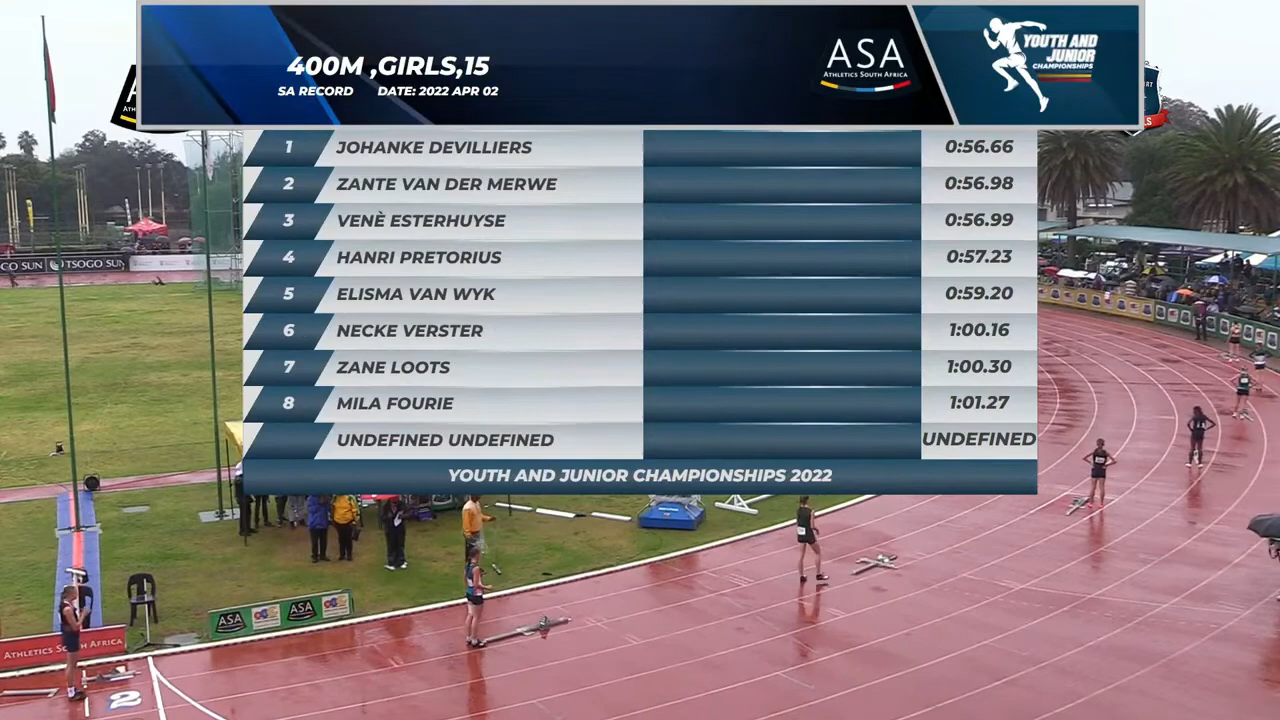 400M ,GIRLS,15
SA RECORD DATE: 2022 APR 02
ASA
ATHLETICS SOUTH AFRICA
YOUTH AND
JUNIOR
CHAMPIONSHIPS
1 JOHANKE DEVILLIERS 0:56.66
2 ZANTE VAN DER MERWE 0:56.98
3 VENÈ ESTERHUYSE 0:56.99
4 HANRI PRETORIUS 0:57.23
5 ELISMA VAN WYK 0:59.20
6 NECKE VERSTER 1:00.16
7 ZANE LOOTS 1:00.30
8 MILA FOURIE 1:01.27
UNDEFINED UNDEFINED UNDEFINED
YOUTH AND JUNIOR CHAMPIONSHIPS 2022
CO SUN TSOGO SUN
ASA ASA
ATHLETICS SOUTH AFRICA
2